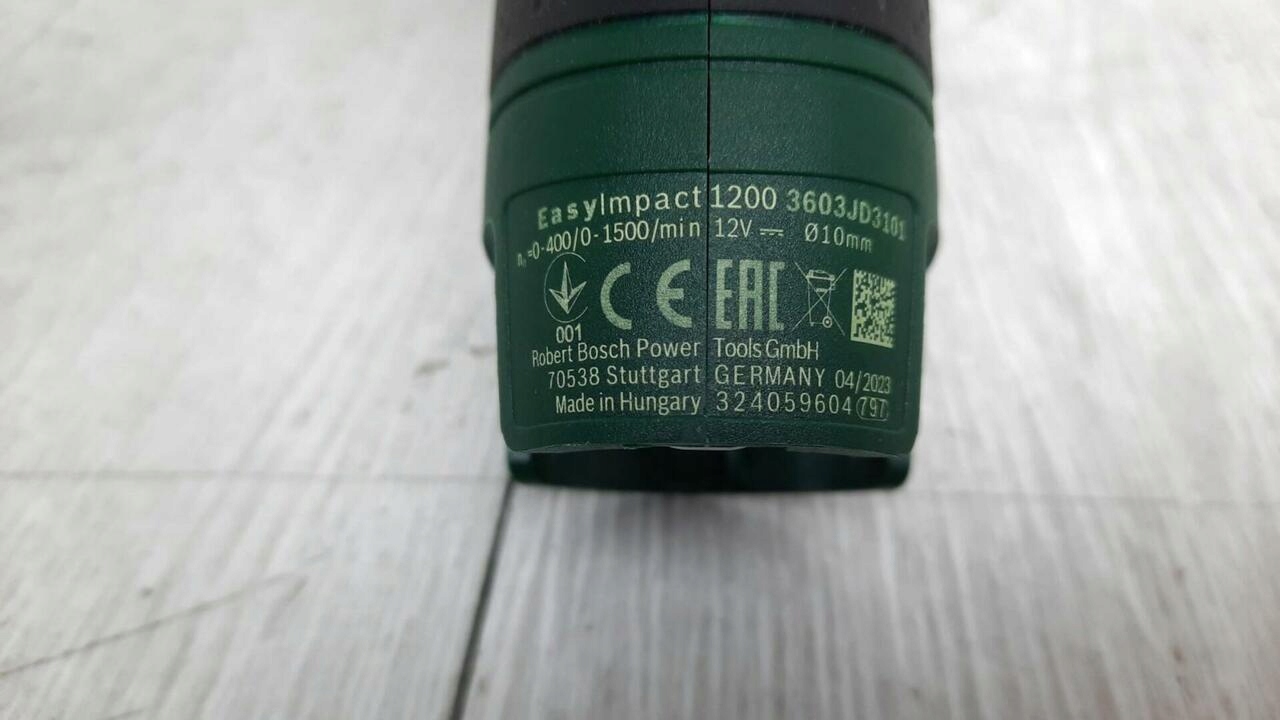 EasyImpact 1200 3603JD3101
n₀=0-400/0-1500/min 12V ⎓ Ø10mm
001 CE EAC
Robert Bosch Power Tools GmbH
70538 Stuttgart GERMANY 04/2023
Made in Hungary 324059604 797